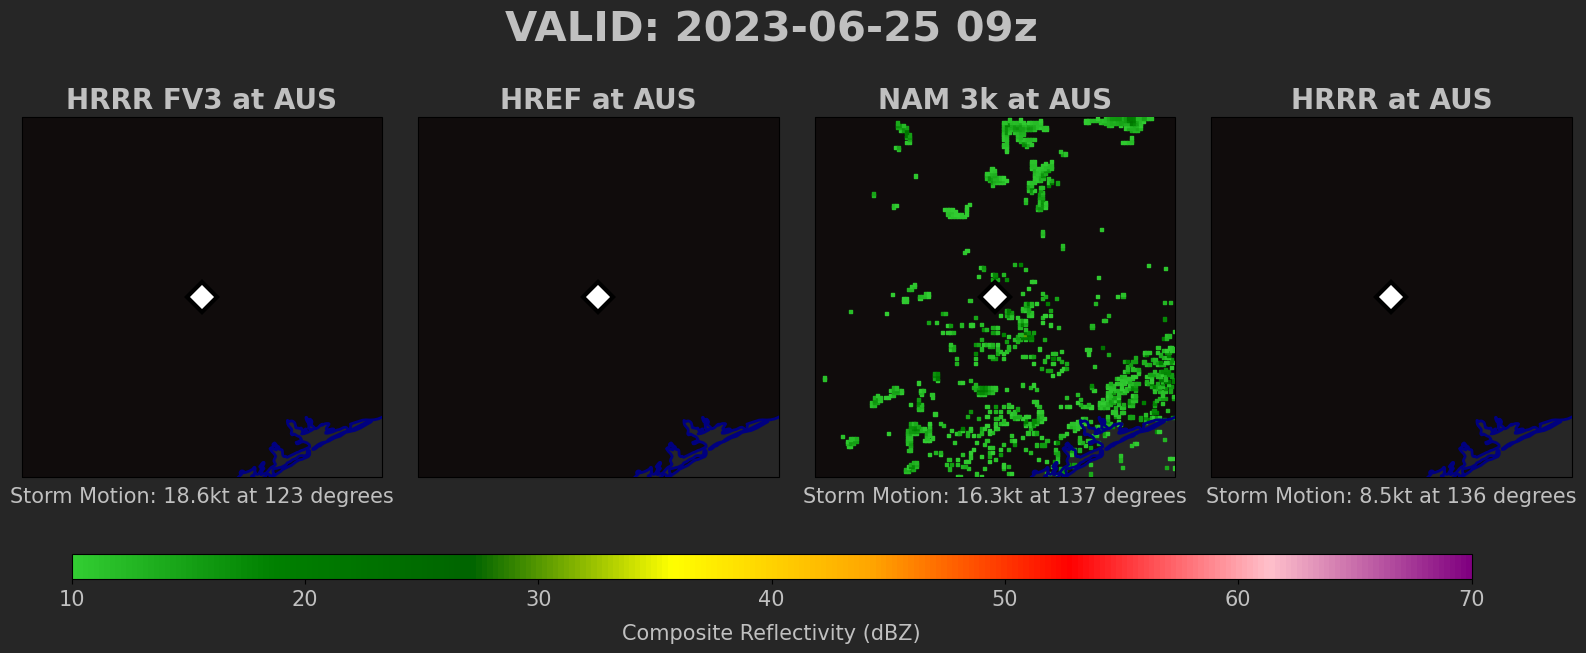 VALID: 2023-06-25 09z
HRRR FV3 at AUS
HREF at AUS
NAM 3k at AUS
HRRR at AUS
Storm Motion: 18.6kt at 123 degrees
Storm Motion: 16.3kt at 137 degrees
Storm Motion: 8.5kt at 136 degrees
10 20 30 40 50 60 70
Composite Reflectivity (dBZ)